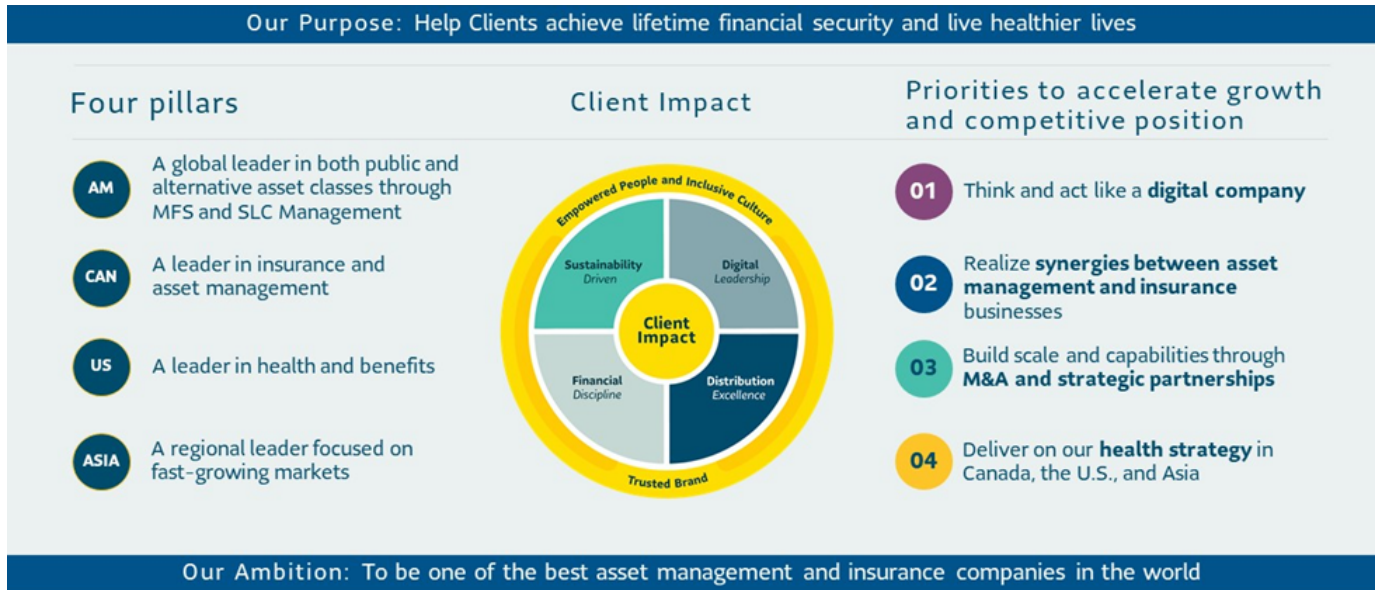 Our Purpose: Help Clients achieve lifetime financial security and live healthier lives
Four pillars
AM
A global leader in both public and
alternative asset classes through
MFS and SLC Management
CAN
A leader in insurance and
asset management
US
A leader in health and benefits
ASIA
A regional leader focused on
fast-growing markets
Client Impact
Empowered People and Inclusive Culture
Sustainability
Driven
Digital
Leadership
Client
Impact
Financial
Discipline
Distribution
Excellence
Trusted Brand
Priorities to accelerate growth
and competitive position
01
Think and act like a digital company
02
Realize synergies between asset
management and insurance
businesses
03
Build scale and capabilities through
M&A and strategic partnerships
04
Deliver on our health strategy in
Canada, the U.S., and Asia
Our Ambition: To be one of the best asset management and insurance companies in the world